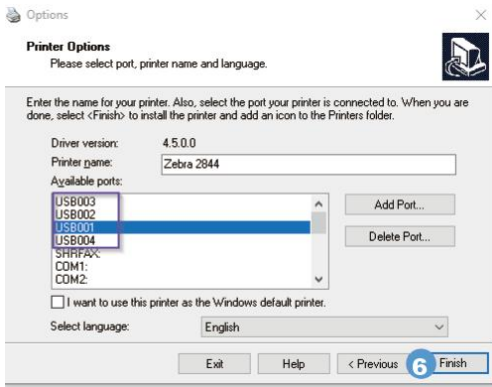 Options
Printer Options
Please select port, printer name and language.
Enter the name for your printer. Also, select the port your printer is connected to. When you are
done, select <Finish> to install the printer and add an icon to the Printers folder.
Driver version: 4.5.0.0
Printer name: Zebra 2844
Available ports:
USB003
USB002
USB001
USB004
SHRFAX:
COM1:
COM2:
Add Port...
Delete Port...
I want to use this printer as the Windows default printer.
Select language: English
Exit Help < Previous 6 Finish